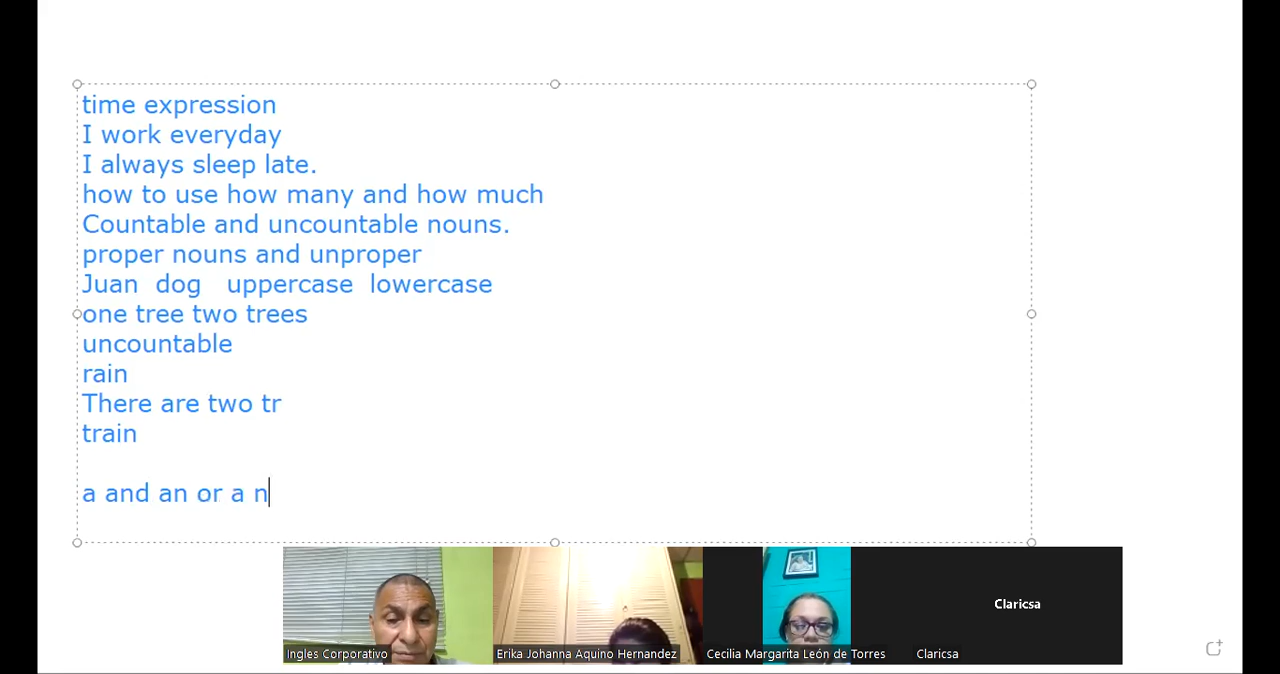 time expression
I work everyday
I always sleep late.
how to use how many and how much
Countable and uncountable nouns.
proper nouns and unproper
Juan dog uppercase lowercase
one tree two trees
uncountable
rain
There are two tr
train
a and an or a n
Claricsa
Ingles Corporativo
Erika Johanna Aquino Hernandez
Cecilia Margarita León de Torres
Claricsa